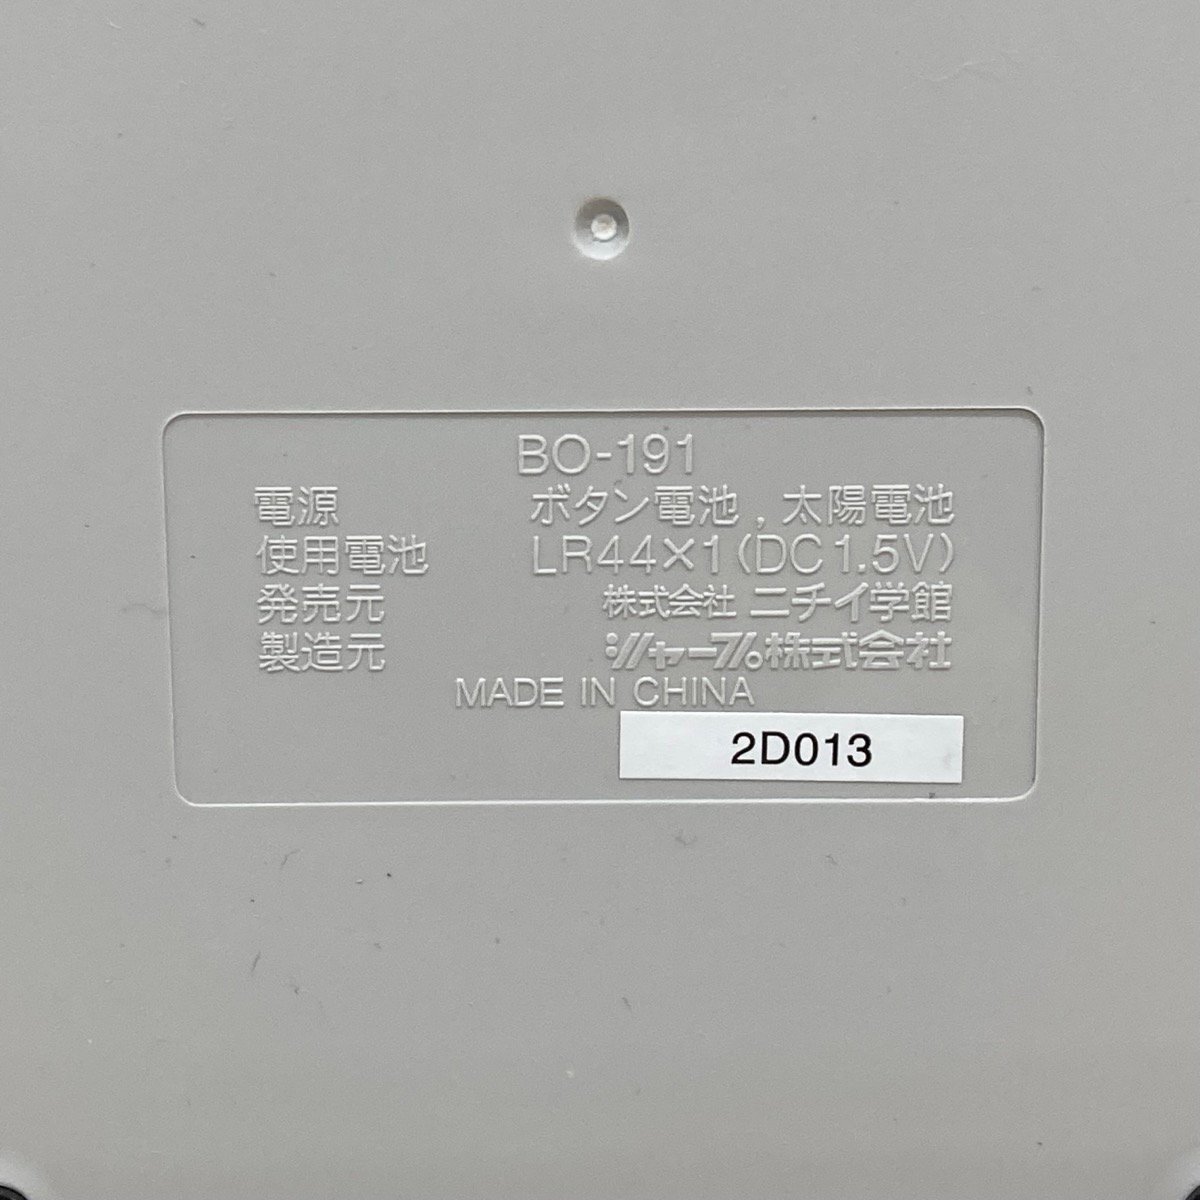 BO-191
電源 ボタン電池 , 太陽電池
使用電池 LR44×1 (DC1.5V)
発売元 株式会社 ニチイ学館
製造元 シャープ株式会社
MADE IN CHINA
2D013